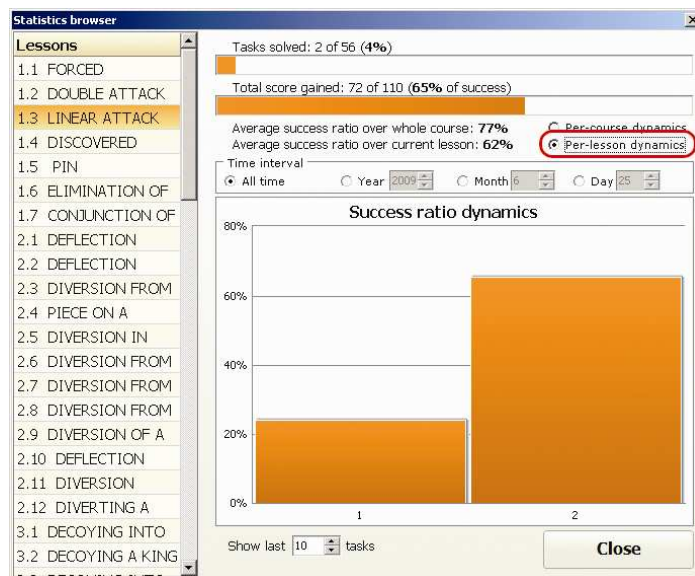 Statistics browser
Lessons
1.1 FORCED
1.2 DOUBLE ATTACK
1.3 LINEAR ATTACK
1.4 DISCOVERED
1.5 PIN
1.6 ELIMINATION OF
1.7 CONJUNCTION OF
2.1 DEFLECTION
2.2 DEFLECTION
2.3 DIVERSION FROM
2.4 PIECE ON A
2.5 DIVERSION IN
2.6 DIVERSION FROM
2.7 DIVERSION FROM
2.8 DIVERSION FROM
2.9 DIVERSION OF A
2.10 DEFLECTION
2.11 DIVERSION
2.12 DIVERTING A
3.1 DECOYING INTO
3.2 DECOYING A KING
Tasks solved: 2 of 56 (4%)
Total score gained: 72 of 110 (65% of success)
Average success ratio over whole course: 77%
Per-course dynamics
Average success ratio over current lesson: 62%
Per-lesson dynamics
Time interval
All time Year 2009 Month 6 Day 25
Success ratio dynamics
80%
60%
40%
20%
0%
1 2
Show last 10 tasks
Close